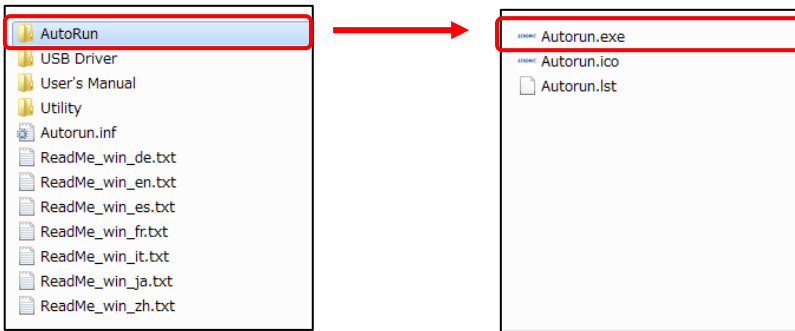 AutoRun
USB Driver
User's Manual
Utility
Autorun.inf
ReadMe_win_de.txt
ReadMe_win_en.txt
ReadMe_win_es.txt
ReadMe_win_fr.txt
ReadMe_win_it.txt
ReadMe_win_ja.txt
ReadMe_win_zh.txt
Autorun.exe
Autorun.ico
Autorun.lst